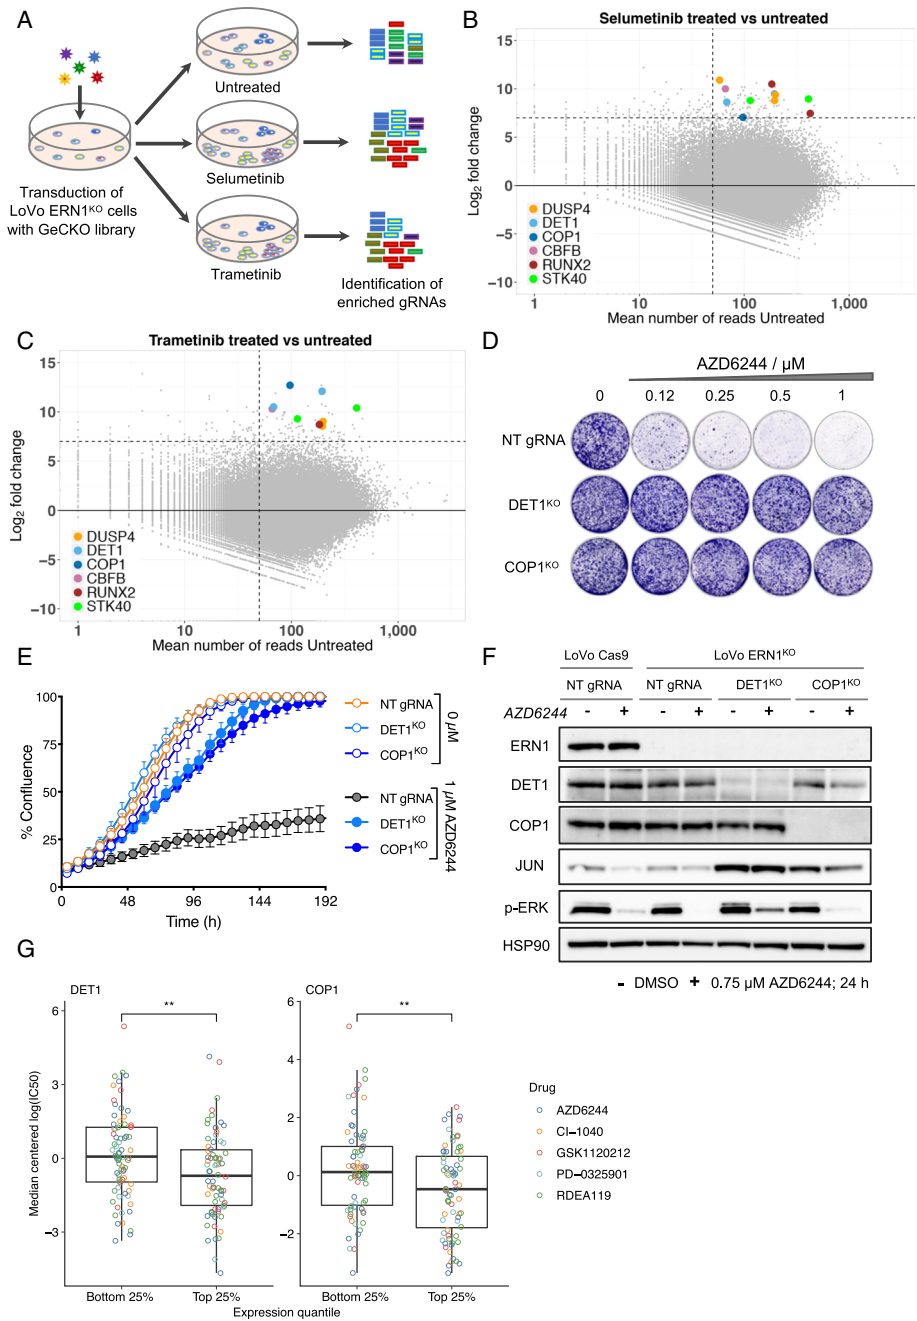 A
Untreated
Selumetinib
Trametinib
Transduction of
LoVo ERN1KO cells
with GeCKO library
Identification of
enriched gRNAs
B
Selumetinib treated vs untreated
Log2 fold change
15
10
5
0
−5
−10
DUSP4
DET1
COP1
CBFB
RUNX2
STK40
1
10
100
1,000
Mean number of reads Untreated
C
Trametinib treated vs untreated
Log2 fold change
15
10
5
0
−5
−10
DUSP4
DET1
COP1
CBFB
RUNX2
STK40
1
10
100
1,000
Mean number of reads Untreated
D
AZD6244 / µM
0 0.12 0.25 0.5 1
NT gRNA
DET1KO
COP1KO
E
% Confluence
100
75
50
25
0
0 48 96 144 192
Time (h)
NT gRNA
DET1KO
COP1KO
0 µM
NT gRNA
DET1KO
COP1KO
1 µM AZD6244
F
LoVo Cas9 LoVo ERN1KO
NT gRNA NT gRNA DET1KO COP1KO
AZD6244 - + - + - + - +
ERN1
DET1
COP1
JUN
p-ERK
HSP90
- DMSO + 0.75 µM AZD6244; 24 h
G
DET1
**
Median centered log(IC50)
6
3
0
−3
Bottom 25% Top 25%
COP1
**
6
4
2
0
−2
Bottom 25% Top 25%
Expression quantile
Drug
AZD6244
CI−1040
GSK1120212
PD−0325901
RDEA119